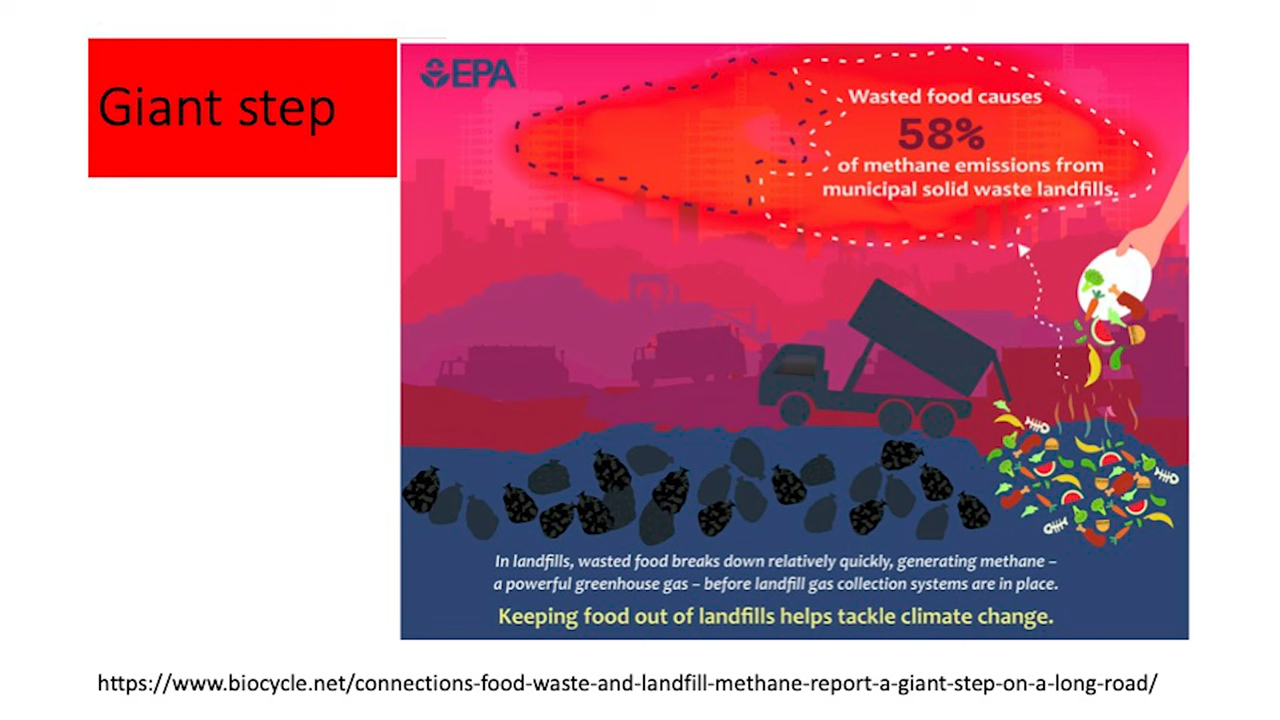 Giant step
EPA
Wasted food causes
58%
of methane emissions from
municipal solid waste landfills.
In landfills, wasted food breaks down relatively quickly, generating methane –
a powerful greenhouse gas – before landfill gas collection systems are in place.
Keeping food out of landfills helps tackle climate change.
https://www.biocycle.net/connections-food-waste-and-landfill-methane-report-a-giant-step-on-a-long-road/